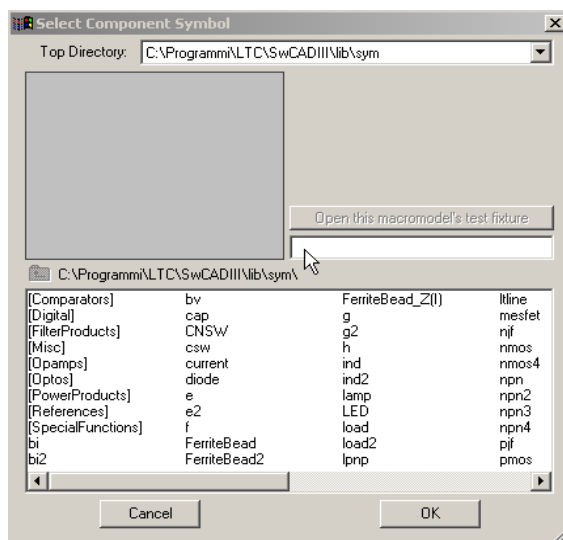 Select Component Symbol
Top Directory: C:\Programmi\LTC\SwCADIII\lib\sym
Open this macromodel's test fixture
C:\Programmi\LTC\SwCADIII\lib\sym\
[Comparators] bv FerriteBead_Z(I) ltline
[Digital] cap g mesfet
[FilterProducts] CNSW g2 njf
[Misc] csw h nmos
[Opamps] current ind nmos4
[Optos] diode ind2 npn
[PowerProducts] e lamp npn2
[References] e2 LED npn3
[SpecialFunctions] f load npn4
bi FerriteBead load2 pjf
bi2 FerriteBead2 lpnp pmos
Cancel OK